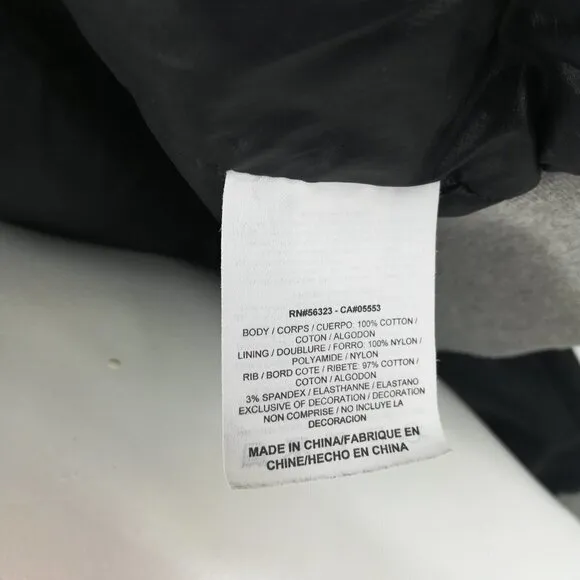 RN#56323 - CA#05553
BODY / CORPS / CUERPO: 100% COTTON /
COTON / ALGODON
LINING / DOUBLURE / FORRO: 100% NYLON /
POLYAMIDE / NYLON
RIB / BORD COTE / RIBETE: 97% COTTON /
COTON / ALGODON
3% SPANDEX / ELASTHANNE / ELASTANO
EXCLUSIVE OF DECORATION / DECORATION
NON COMPRISE / NO INCLUYE LA
DECORACION
MADE IN CHINA/FABRIQUE EN
CHINE/HECHO EN CHINA